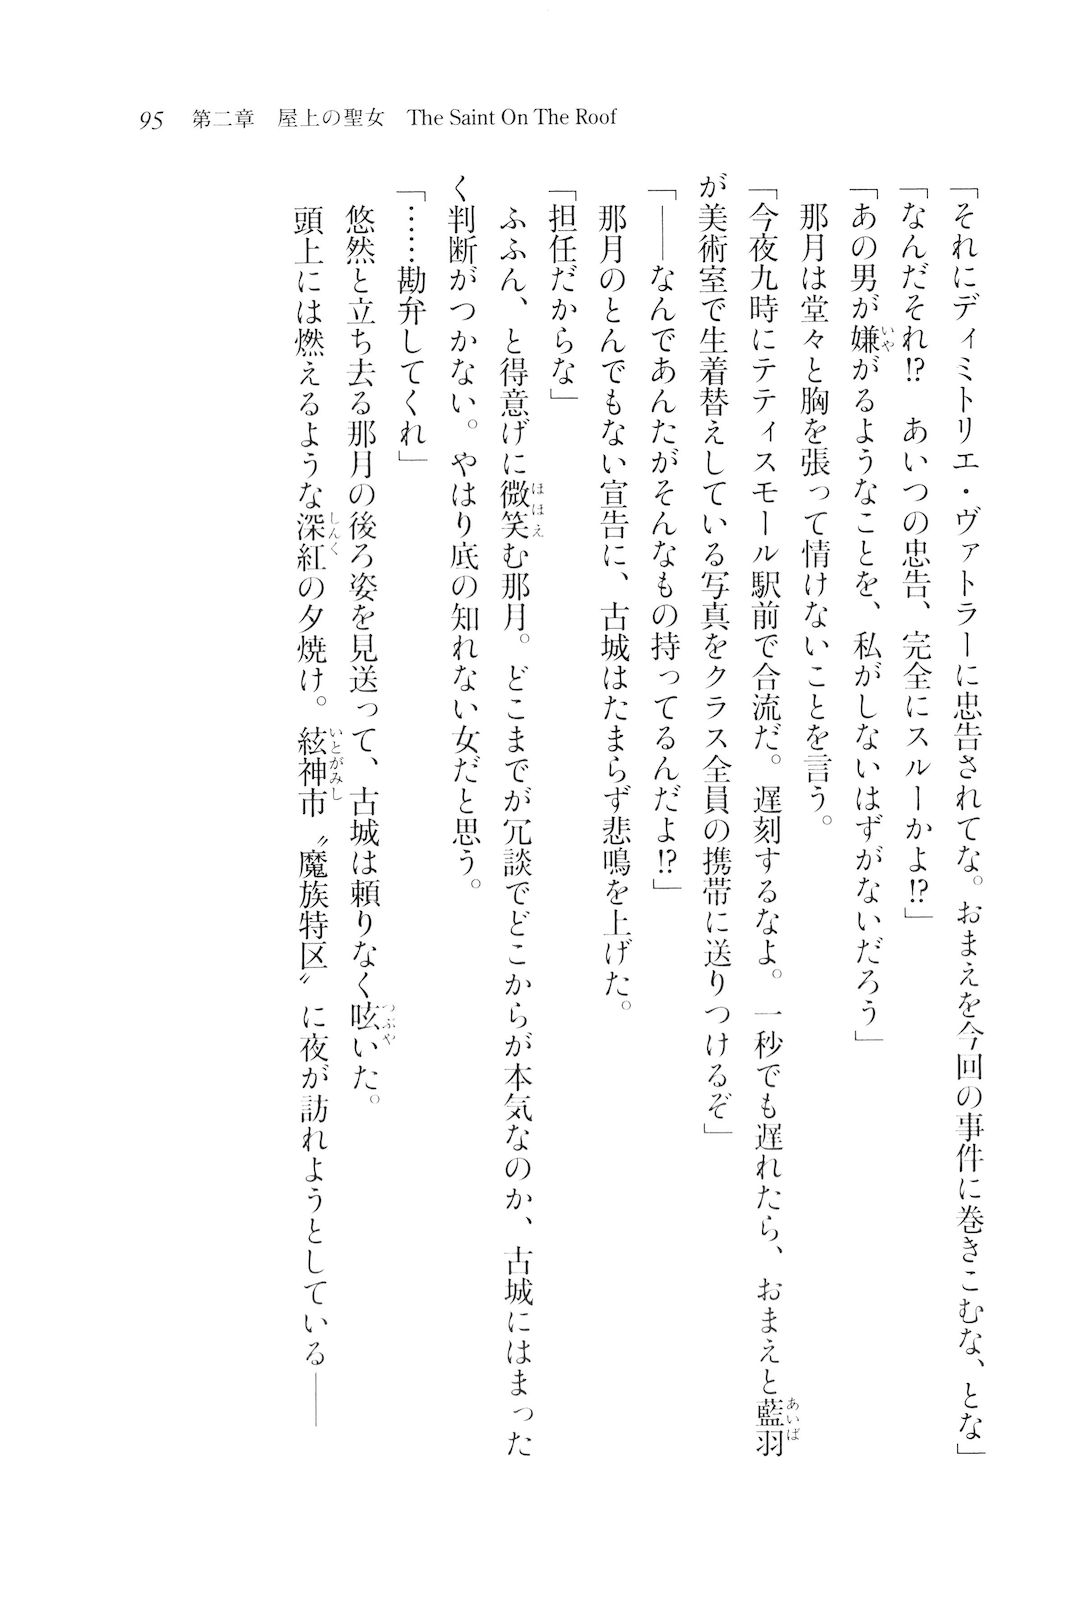 95　第二章　屋上の聖女　The Saint On The Roof
「それにディミトリエ・ヴァトラーに忠告されてな。おまえを今回の事件に巻きこむな、とな」
「なんだそれ!?　あいつの忠告、完全にスルーかよ!?」
「あの男が嫌がるようなことを、私がしないはずがないだろう」
那月は堂々と胸を張って情けないことを言う。
「今夜九時にテティスモール駅前で合流だ。遅刻するなよ。一秒でも遅れたら、おまえと藍羽
が美術室で生着替えしている写真をクラス全員の携帯に送りつけるぞ」
「──なんであんたがそんなもの持ってるんだよ!?」
那月のとんでもない宣告に、古城はたまらず悲鳴を上げた。
「担任だからな」
ふふん、と得意げに微笑む那月。どこまでが冗談でどこからが本気なのか、古城にはまった
く判断がつかない。やはり底の知れない女だと思う。
「……勘弁してくれ」
悠然と立ち去る那月の後ろ姿を見送って、古城は頼りなく呟いた。
頭上には燃えるような深紅の夕焼け。絃神市〝魔族特区〟に夜が訪れようとしている──